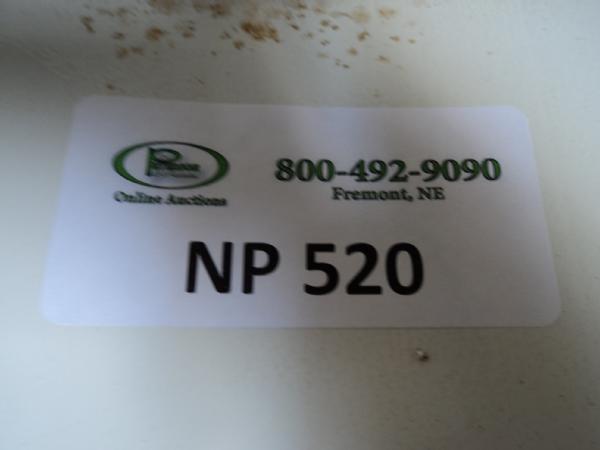 Online Auctions
800-492-9090
Fremont, NE
NP 520